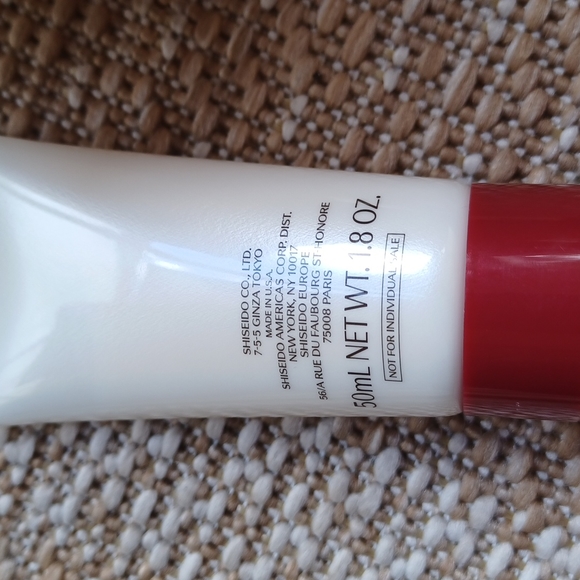 SHISEIDO CO., LTD.
7-5-5 GINZA TOKYO
MADE IN U.S.A.
SHISEIDO AMERICAS CORP. DIST.
NEW YORK, NY 10017
SHISEIDO EUROPE
56/A RUE DU FAUBOURG ST HONORE
75008 PARIS
50mL NET WT. 1.8 OZ.
NOT FOR INDIVIDUAL SALE